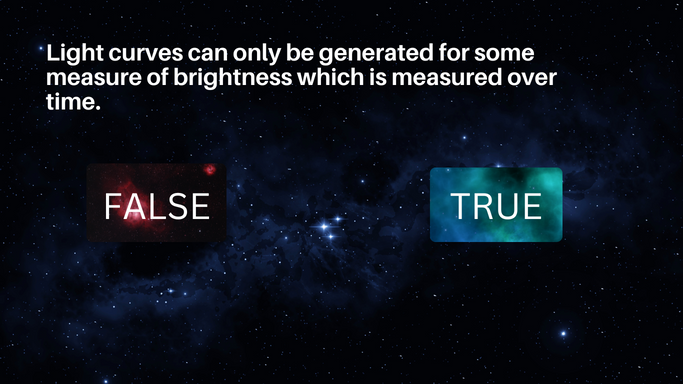 Light curves can only be generated for some
measure of brightness which is measured over
time.
FALSE
TRUE